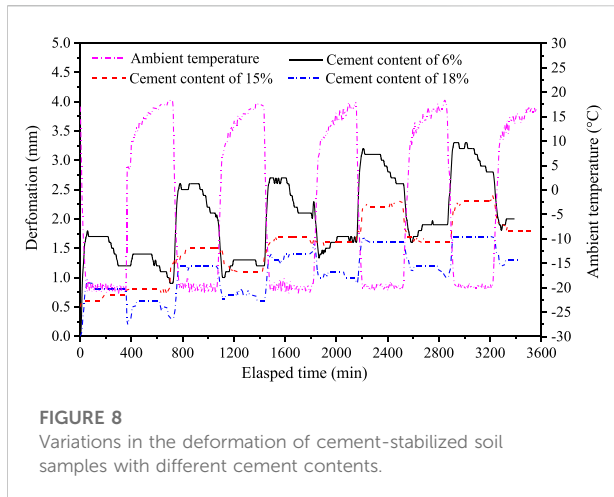 Ambient temperature
Cement content of 6%
Cement content of 15%
Cement content of 18%
5.0
4.5
4.0
3.5
3.0
2.5
2.0
1.5
1.0
0.5
0.0
Derfomation (mm)
30
25
20
15
10
5
0
-5
-10
-15
-20
-25
-30
Ambient temperature (°C)
0 400 800 1200 1600 2000 2400 2800 3200 3600
Elasped time (min)
FIGURE 8
Variations in the deformation of cement-stabilized soil
samples with different cement contents.